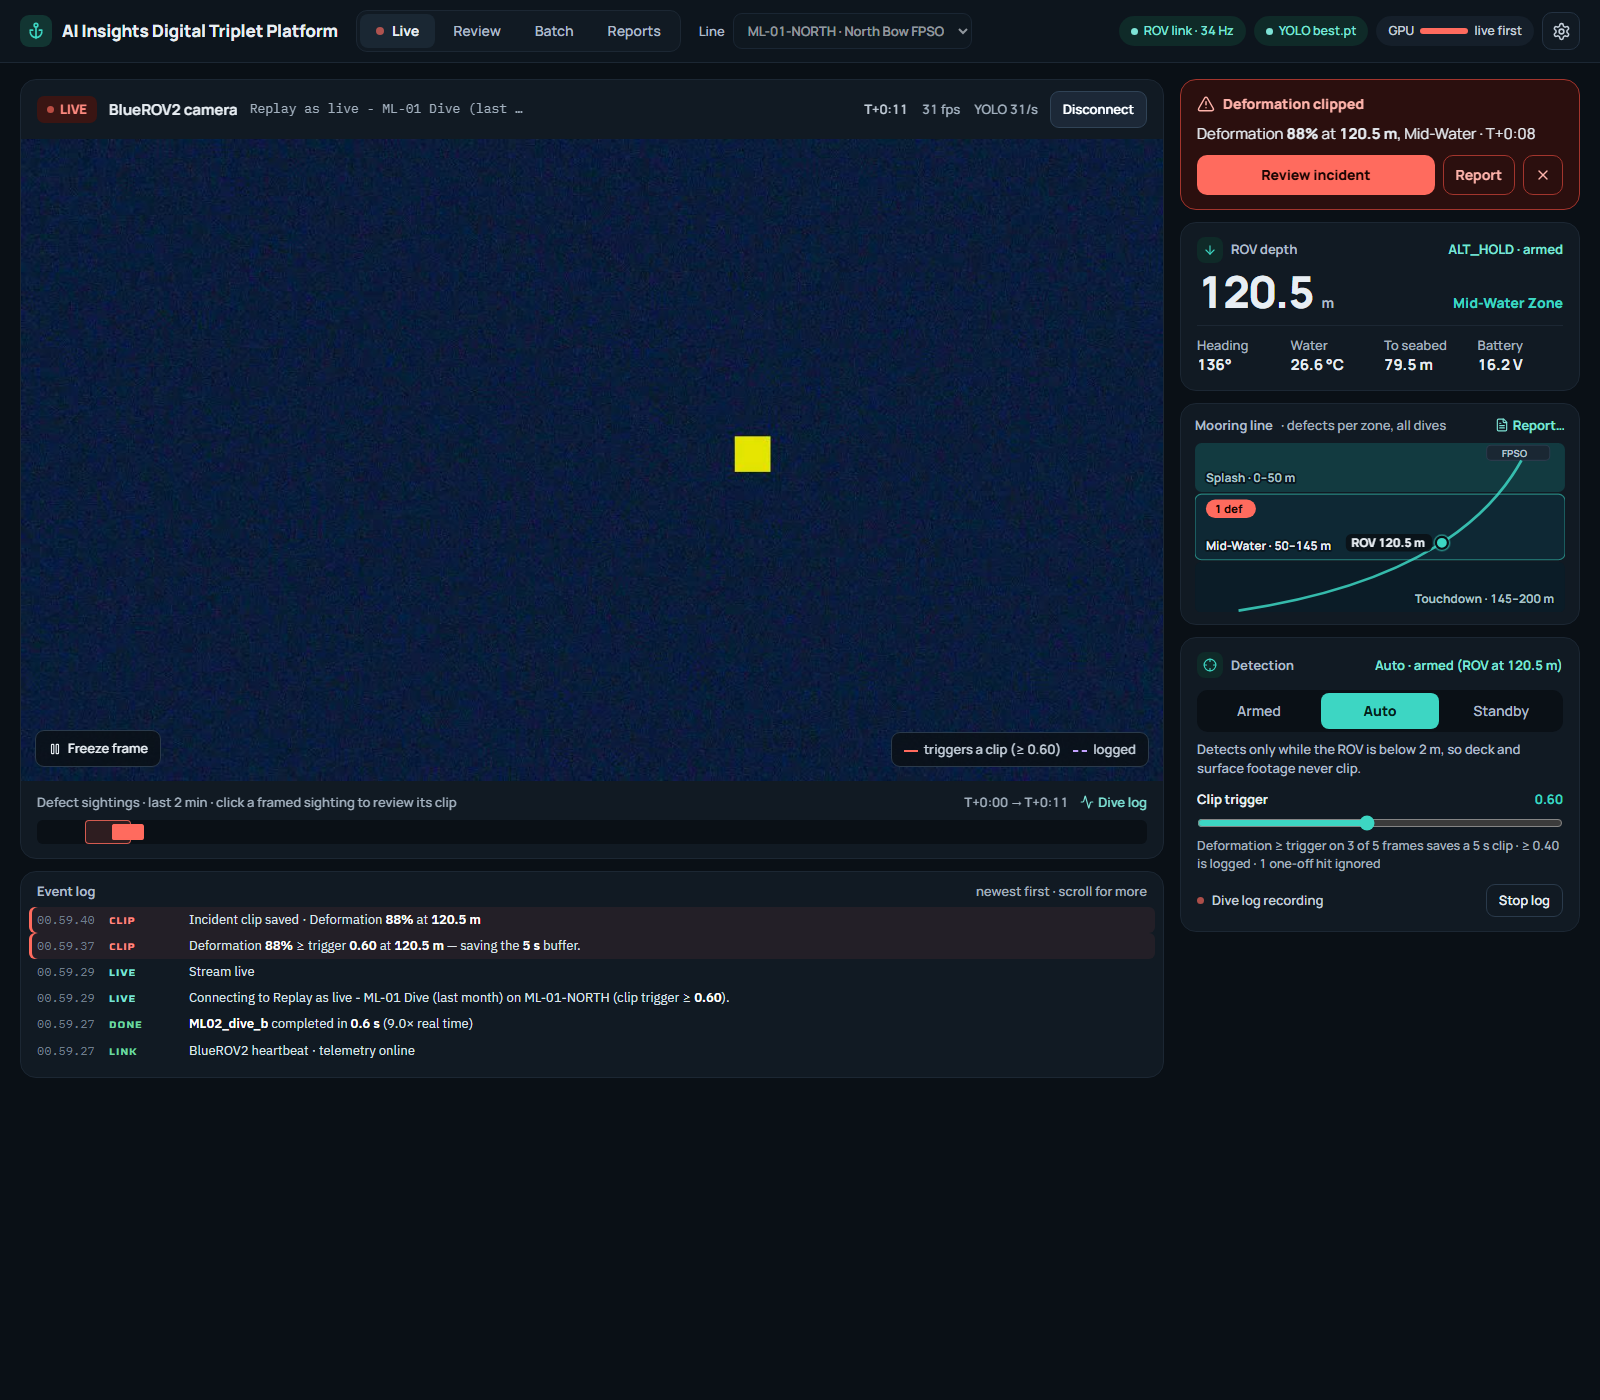 AI Insights Digital Triplet Platform
Live
Review
Batch
Reports
Line
ML-01-NORTH · North Bow FPSO
ROV link · 34 Hz
YOLO best.pt
GPU
live first
LIVE
BlueROV2 camera
Replay as live - ML-01 Dive (last …
T+0:11
31 fps
YOLO 31/s
Disconnect
Freeze frame
triggers a clip (≥ 0.60)
logged
Defect sightings · last 2 min · click a framed sighting to review its clip
T+0:00 → T+0:11
Dive log
Event log
newest first · scroll for more
00.59.40 CLIP Incident clip saved · Deformation 88% at 120.5 m
00.59.37 CLIP Deformation 88% ≥ trigger 0.60 at 120.5 m — saving the 5 s buffer.
00.59.29 LIVE Stream live
00.59.29 LIVE Connecting to Replay as live - ML-01 Dive (last month) on ML-01-NORTH (clip trigger ≥ 0.60).
00.59.27 DONE ML02_dive_b completed in 0.6 s (9.0× real time)
00.59.27 LINK BlueROV2 heartbeat · telemetry online
Deformation clipped
Deformation 88% at 120.5 m, Mid-Water · T+0:08
Review incident
Report
ROV depth
ALT_HOLD · armed
120.5 m
Mid-Water Zone
Heading
136°
Water
26.6 °C
To seabed
79.5 m
Battery
16.2 V
Mooring line · defects per zone, all dives
Report…
FPSO
Splash · 0–50 m
1 def
Mid-Water · 50–145 m
ROV 120.5 m
Touchdown · 145–200 m
Detection
Auto · armed (ROV at 120.5 m)
Armed
Auto
Standby
Detects only while the ROV is below 2 m, so deck and
surface footage never clip.
Clip trigger
0.60
Deformation ≥ trigger on 3 of 5 frames saves a 5 s clip · ≥ 0.40
is logged · 1 one-off hit ignored
Dive log recording
Stop log